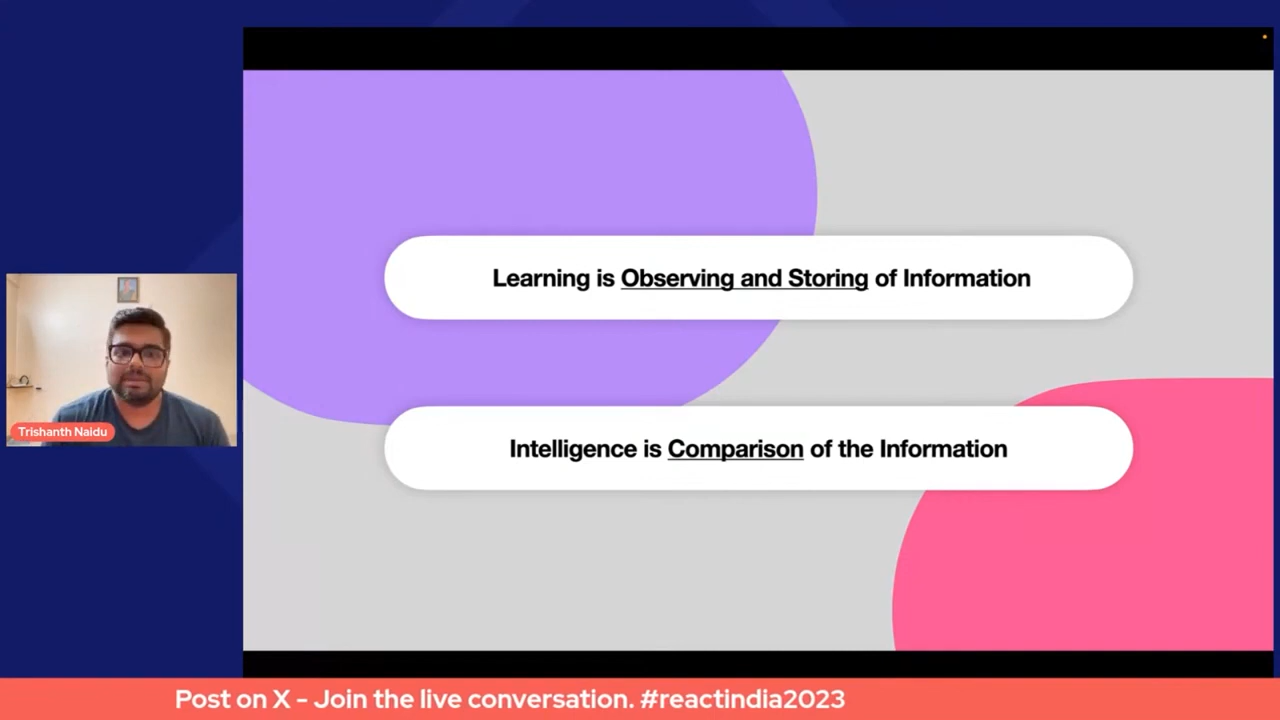 Learning is Observing and Storing of Information
Intelligence is Comparison of the Information
Trishanth Naidu
Post on X - Join the live conversation. #reactindia2023